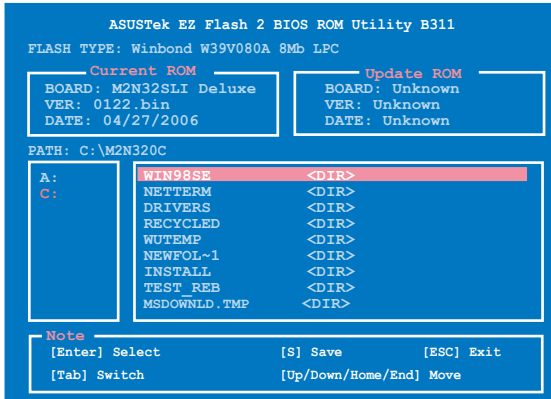 ASUSTek EZ Flash 2 BIOS ROM Utility B311
FLASH TYPE: Winbond W39V080A 8Mb LPC
Current ROM
BOARD: M2N32SLI Deluxe
VER: 0122.bin
DATE: 04/27/2006
Update ROM
BOARD: Unknown
VER: Unknown
DATE: Unknown
PATH: C:\M2N320C
A:
C:
WIN98SE <DIR>
NETTERM <DIR>
DRIVERS <DIR>
RECYCLED <DIR>
WUTEMP <DIR>
NEWFOL~1 <DIR>
INSTALL <DIR>
TEST_REB <DIR>
MSDOWNLD.TMP <DIR>
Note
[Enter] Select [S] Save [ESC] Exit
[Tab] Switch [Up/Down/Home/End] Move